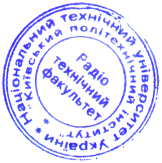 * Національний технічний університет України *
"Київський політехнічний інститут"
Радіо
технічний
факультет